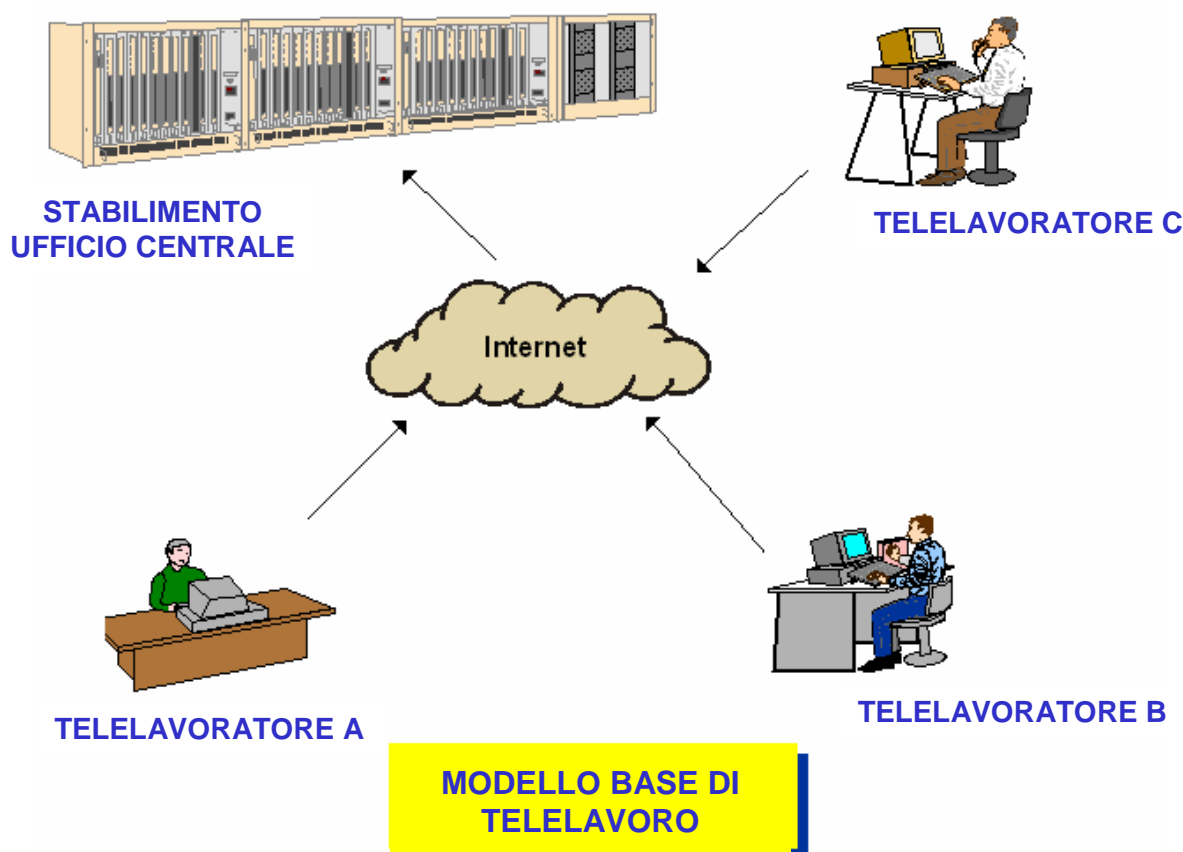 STABILIMENTO
UFFICIO CENTRALE
TELELAVORATORE C
Internet
TELELAVORATORE A
TELELAVORATORE B
MODELLO BASE DI
TELELAVORO